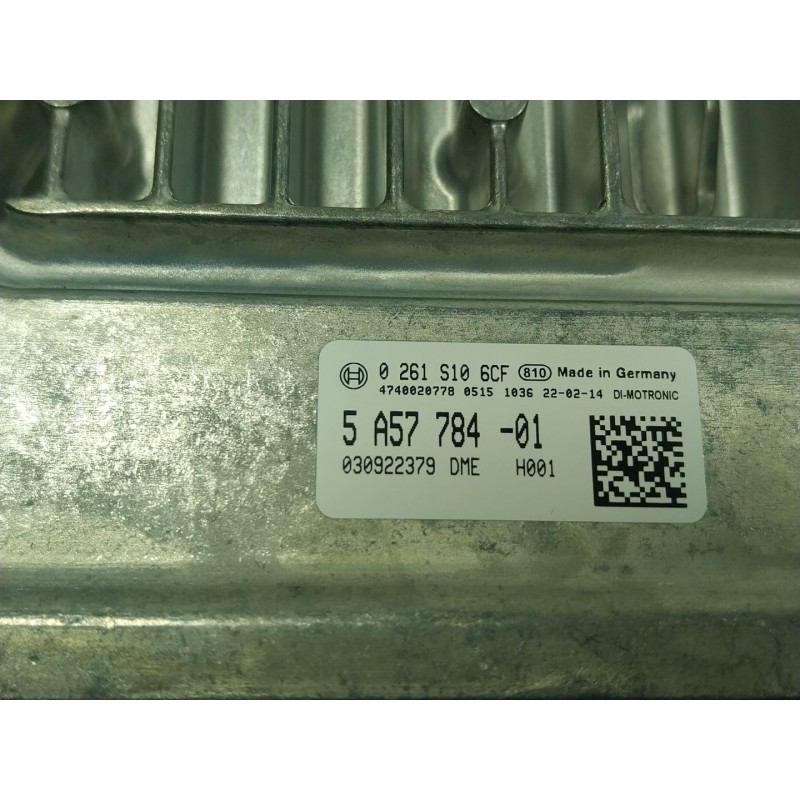 0 261 S10 6CF 810 Made in Germany
4740020778 0515 1036 22-02-14 DI-MOTRONIC
5 A57 784 -01
030922379 DME H001